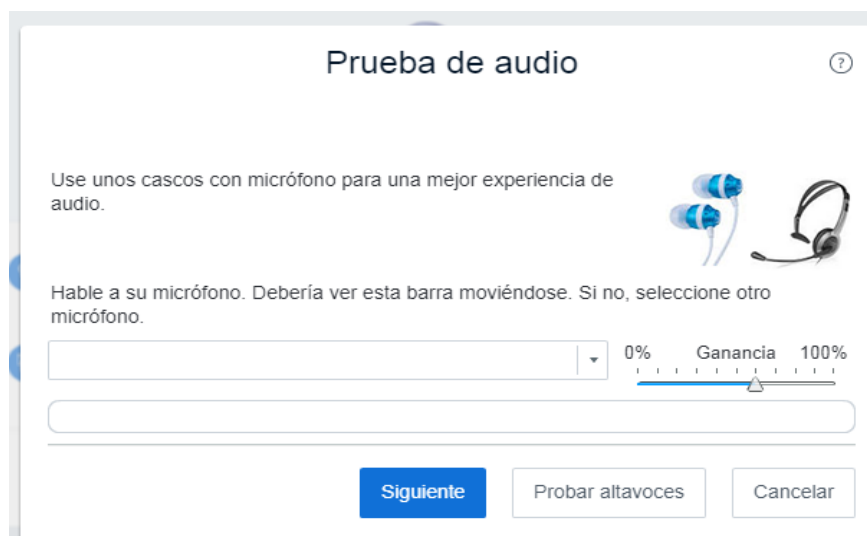 Prueba de audio
?
Use unos cascos con micrófono para una mejor experiencia de
audio.
Hable a su micrófono. Debería ver esta barra moviéndose. Si no, seleccione otro
micrófono.
0% Ganancia 100%
Siguiente Probar altavoces Cancelar